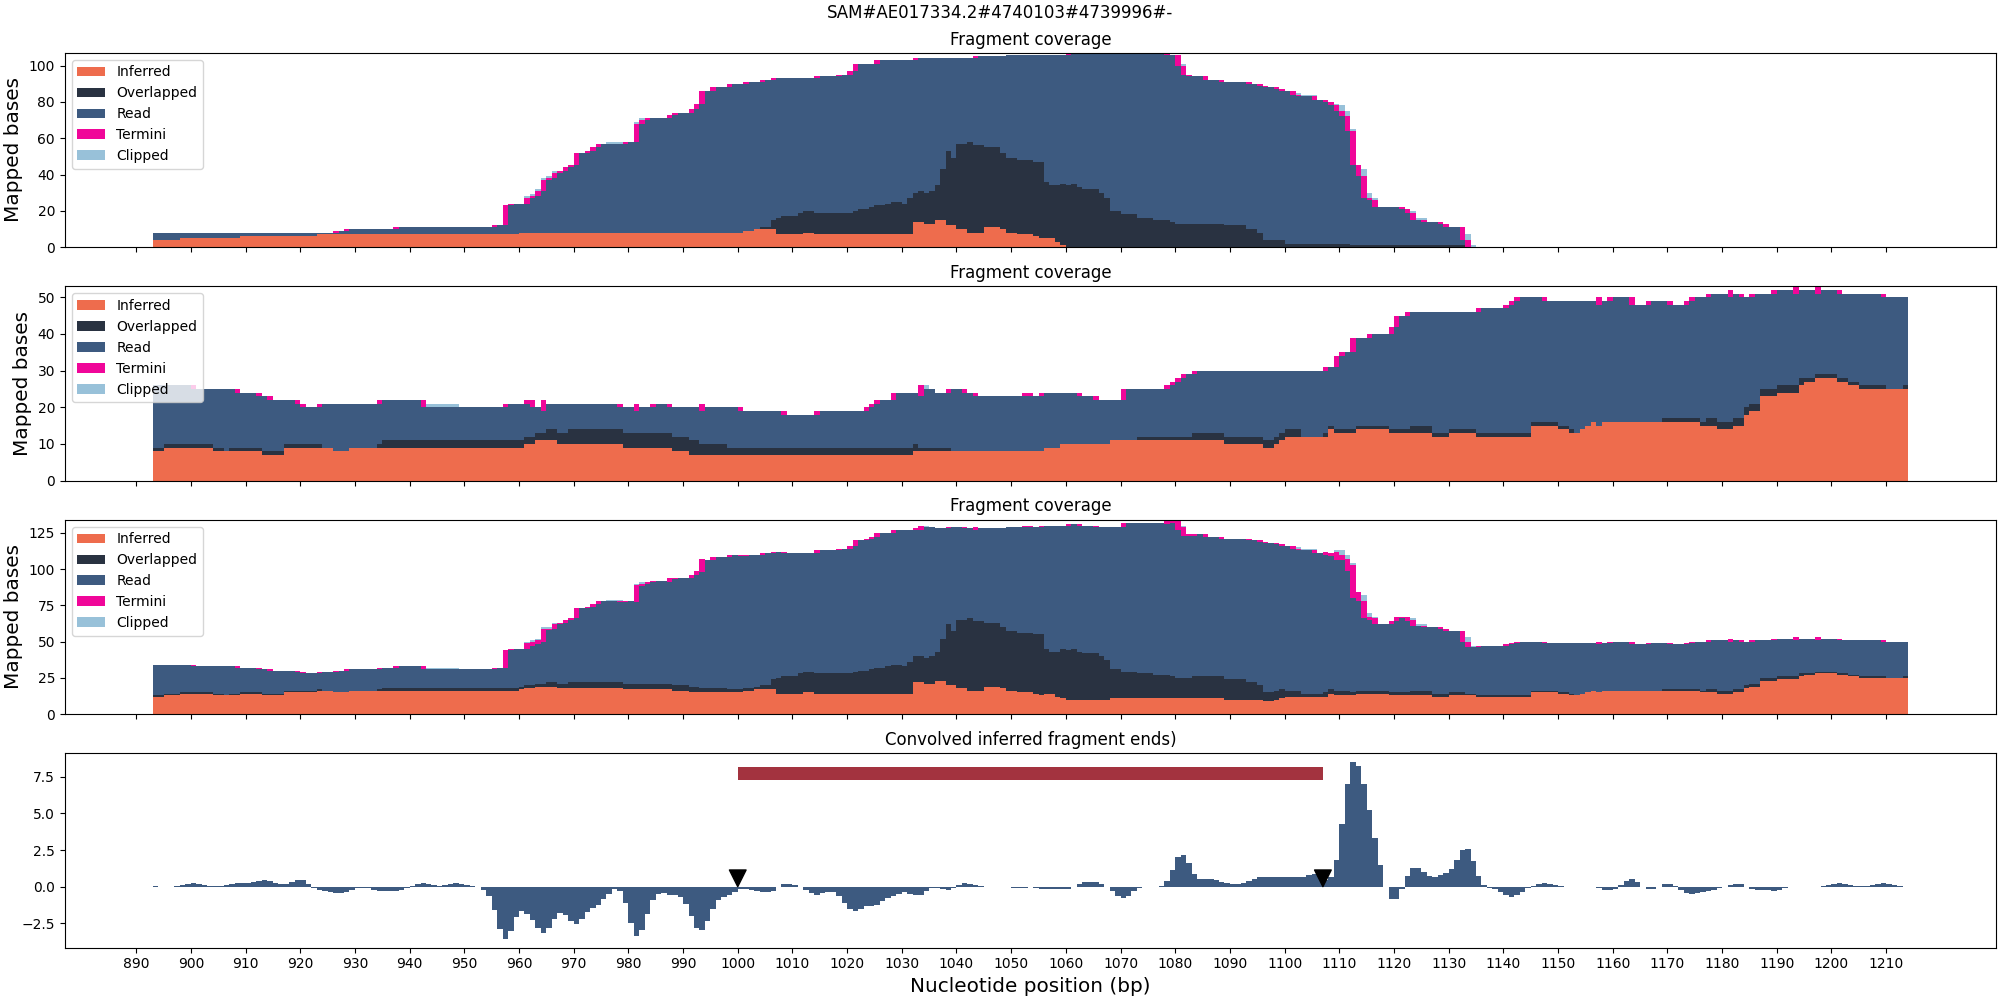 SAM#AE017334.2#4740103#4739996#-
Fragment coverage
Mapped bases
100
80
60
40
20
0
Inferred
Overlapped
Read
Termini
Clipped
Fragment coverage
Mapped bases
50
40
30
20
10
0
Inferred
Overlapped
Read
Termini
Clipped
Fragment coverage
Mapped bases
125
100
75
50
25
0
Inferred
Overlapped
Read
Termini
Clipped
Convolved inferred fragment ends)
7.5
5.0
2.5
0.0
−2.5
890 900 910 920 930 940 950 960 970 980 990 1000 1010 1020 1030 1040 1050 1060 1070 1080 1090 1100 1110 1120 1130 1140 1150 1160 1170 1180 1190 1200 1210
Nucleotide position (bp)